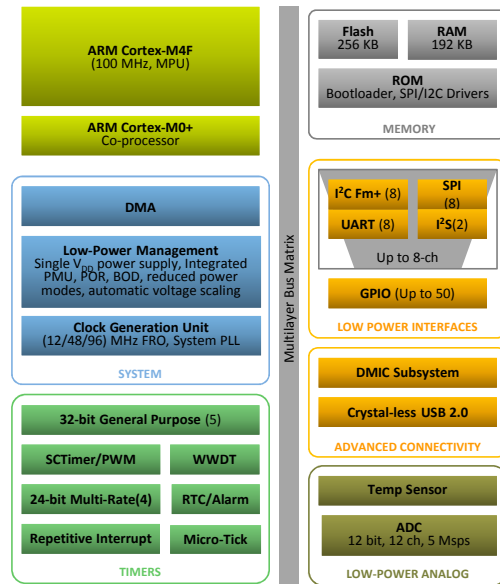 ARM Cortex-M4F
(100 MHz, MPU)
ARM Cortex-M0+
Co-processor
DMA
Low-Power Management
Single VDD power supply, Integrated
PMU, POR, BOD, reduced power
modes, automatic voltage scaling
Clock Generation Unit
(12/48/96) MHz FRO, System PLL
SYSTEM
32-bit General Purpose (5)
SCTimer/PWM
WWDT
24-bit Multi-Rate(4)
RTC/Alarm
Repetitive Interrupt
Micro-Tick
TIMERS
Multilayer Bus Matrix
Flash
256 KB
RAM
192 KB
ROM
Bootloader, SPI/I2C Drivers
MEMORY
I²C Fm+ (8)
SPI
(8)
UART (8)
I²S(2)
Up to 8-ch
GPIO (Up to 50)
LOW POWER INTERFACES
DMIC Subsystem
Crystal-less USB 2.0
ADVANCED CONNECTIVITY
Temp Sensor
ADC
12 bit, 12 ch, 5 Msps
LOW-POWER ANALOG